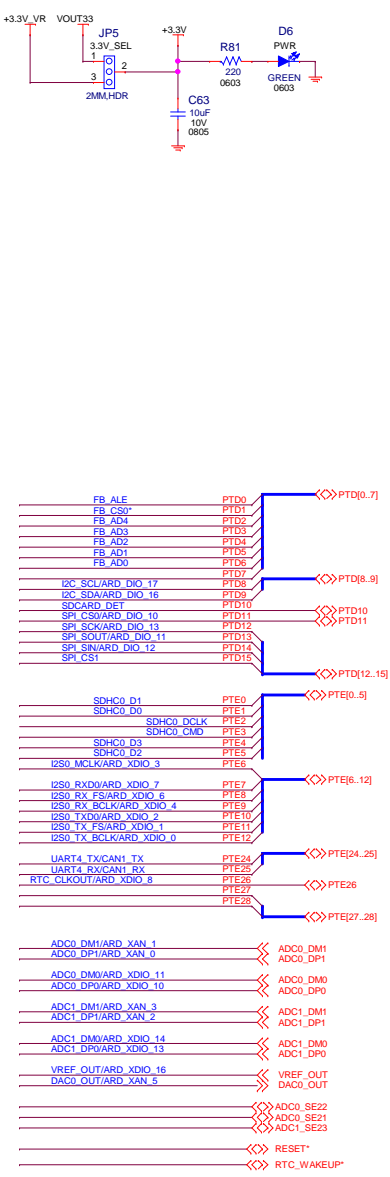 +3.3V_VR VOUT33
JP5
3.3V_SEL
1
2
3
2MM,HDR
+3.3V
R81
220
0603
D6
PWR
GREEN
0603
C63
10uF
10V
0805
FB_ALE PTD0 PTD[0..7]
FB_CS0* PTD1
FB_AD4 PTD2
FB_AD3 PTD3
FB_AD2 PTD4
FB_AD1 PTD5
FB_AD0 PTD6
PTD7
I2C_SCL/ARD_DIO_17 PTD8 PTD[8..9]
I2C_SDA/ARD_DIO_16 PTD9
SDCARD_DET PTD10 PTD10
SPI_CS0/ARD_DIO_10 PTD11 PTD11
SPI_SCK/ARD_DIO_13 PTD12
SPI_SOUT/ARD_DIO_11 PTD13
SPI_SIN/ARD_DIO_12 PTD14
SPI_CS1 PTD15
PTD[12..15]
PTE[0..5]
SDHC0_D1 PTE0
SDHC0_D0 PTE1
SDHC0_DCLK PTE2
SDHC0_CMD PTE3
SDHC0_D3 PTE4
SDHC0_D2 PTE5
I2S0_MCLK/ARD_XDIO_3 PTE6
PTE[6..12]
I2S0_RXD0/ARD_XDIO_7 PTE7
I2S0_RX_FS/ARD_XDIO_6 PTE8
I2S0_RX_BCLK/ARD_XDIO_4 PTE9
I2S0_TXD0/ARD_XDIO_2 PTE10
I2S0_TX_FS/ARD_XDIO_1 PTE11
I2S0_TX_BCLK/ARD_XDIO_0 PTE12
UART4_TX/CAN1_TX PTE24 PTE[24..25]
UART4_RX/CAN1_RX PTE25
RTC_CLKOUT/ARD_XDIO_8 PTE26 PTE26
PTE27
PTE28
PTE[27..28]
ADC0_DM1/ARD_XAN_1 ADC0_DM1
ADC0_DP1/ARD_XAN_0 ADC0_DP1
ADC0_DM0/ARD_XDIO_11 ADC0_DM0
ADC0_DP0/ARD_XDIO_10 ADC0_DP0
ADC1_DM1/ARD_XAN_3 ADC1_DM1
ADC1_DP1/ARD_XAN_2 ADC1_DP1
ADC1_DM0/ARD_XDIO_14 ADC1_DM0
ADC1_DP0/ARD_XDIO_13 ADC1_DP0
VREF_OUT/ARD_XDIO_16 VREF_OUT
DAC0_OUT/ARD_XAN_5 DAC0_OUT
ADC0_SE22
ADC0_SE21
ADC1_SE23
RESET*
RTC_WAKEUP*